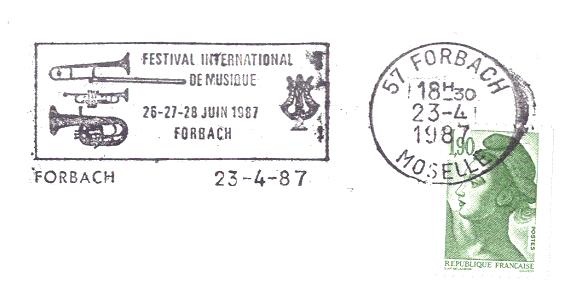 FESTIVAL INTERNATIONAL
DE MUSIQUE
26-27-28 JUIN 1987
FORBACH
FORBACH 23-4-87
57 FORBACH
18H30
23-4
1987
MOSELLE
1,90
POSTES
REPUBLIQUE FRANÇAISE